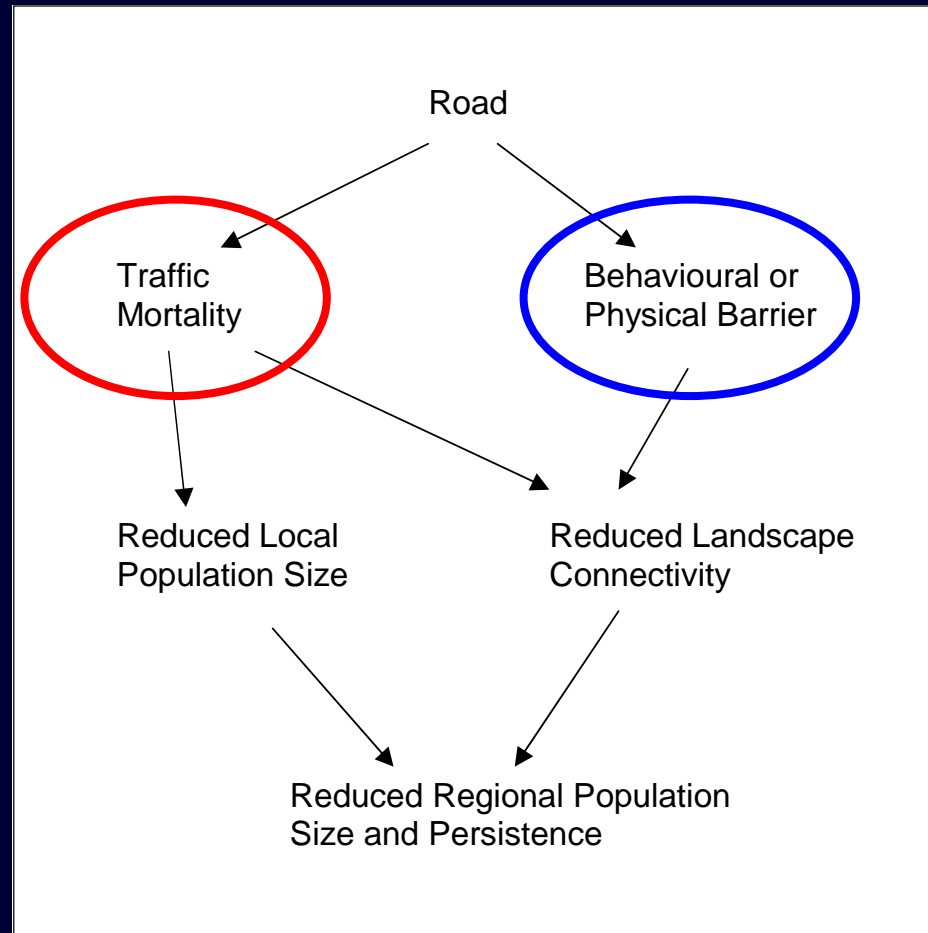 Road
Traffic
Mortality
Behavioural or
Physical Barrier
Reduced Local
Population Size
Reduced Landscape
Connectivity
Reduced Regional Population
Size and Persistence